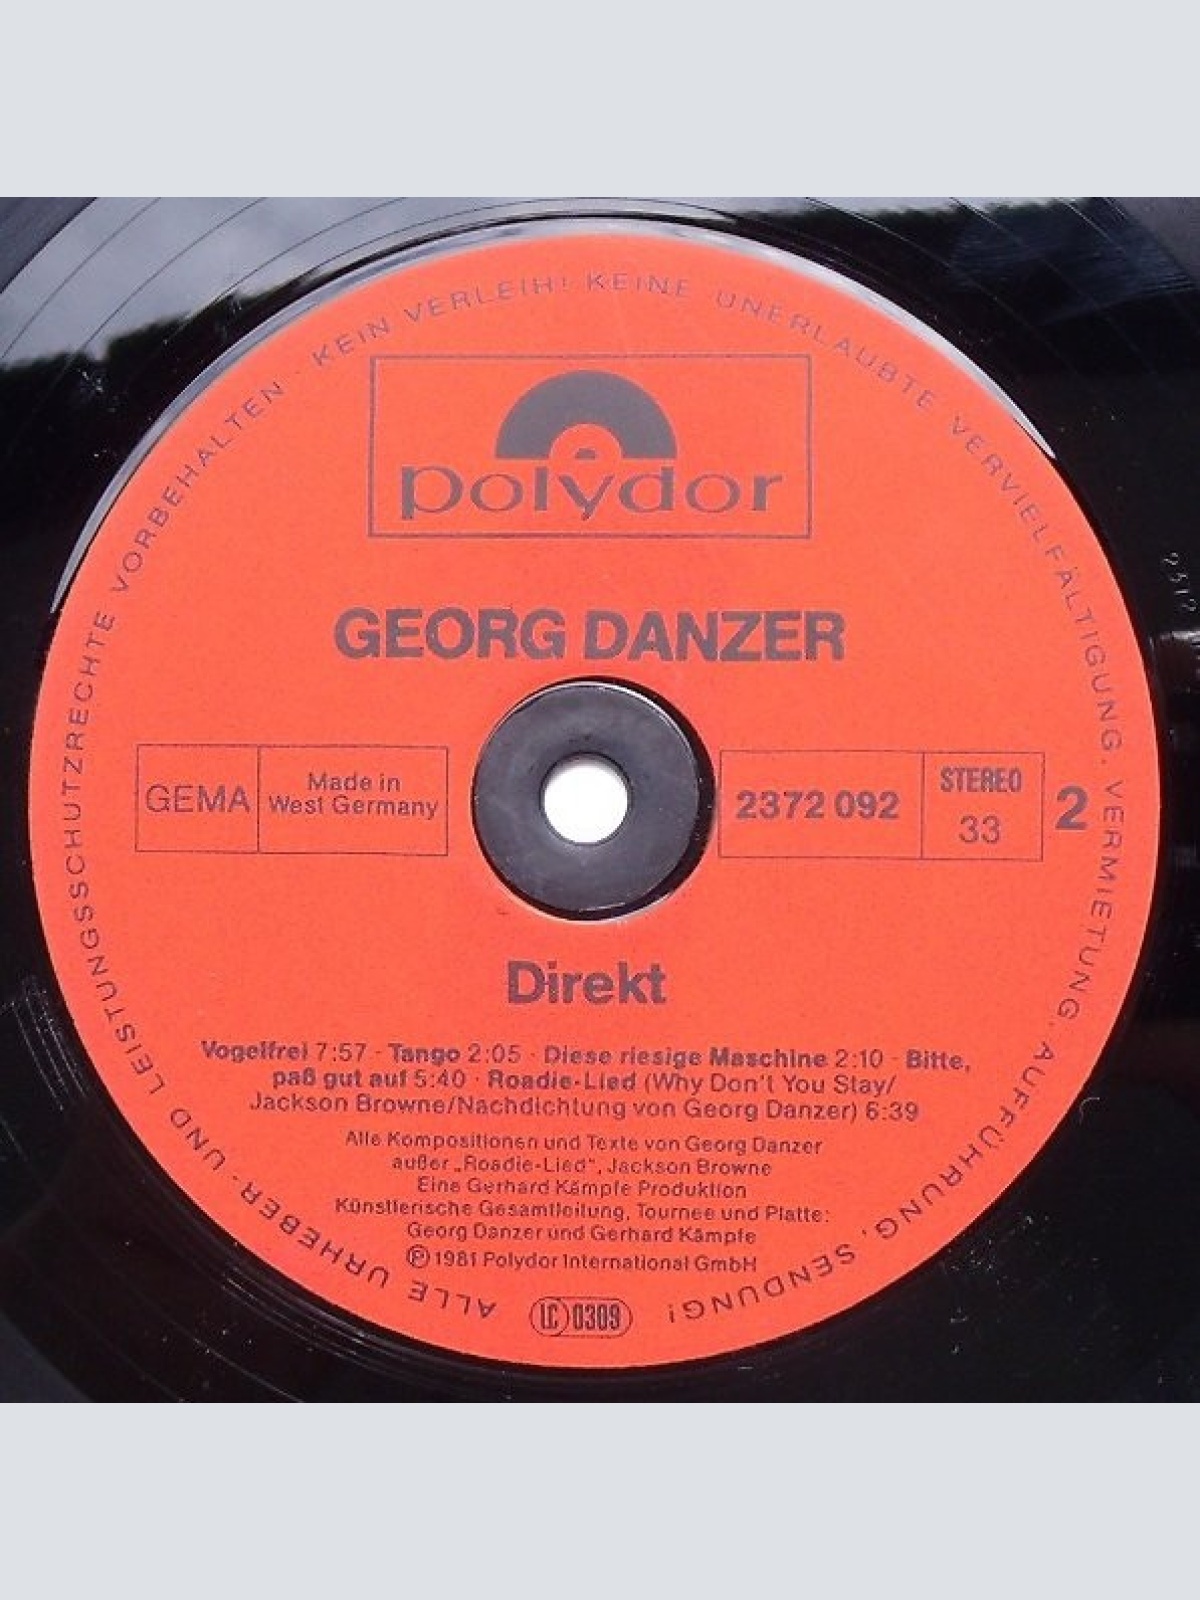 ALLE URHEBER- UND LEISTUNGSSCHUTZRECHTE VORBEHALTEN · KEIN VERLEIH! KEINE UNERLAUBTE VERVIELFÄLTIGUNG, VERMIETUNG, AUFFÜHRUNG, SENDUNG!
polydor
GEORG DANZER
GEMA
Made in
West Germany
2372 092
STEREO
33
2
Direkt
Vogelfrei 7:57 · Tango 2:05 · Diese riesige Maschine 2:10 · Bitte,
paß gut auf 5:40 · Roadie-Lied (Why Don't You Stay/
Jackson Browne/Nachdichtung von Georg Danzer) 6:39
Alle Kompositionen und Texte von Georg Danzer
außer „Roadie-Lied“, Jackson Browne
Eine Gerhard Kämpfe Produktion
Künstlerische Gesamtleitung, Tournee und Platte:
Georg Danzer und Gerhard Kämpfe
℗ 1981 Polydor International GmbH
LC 0309